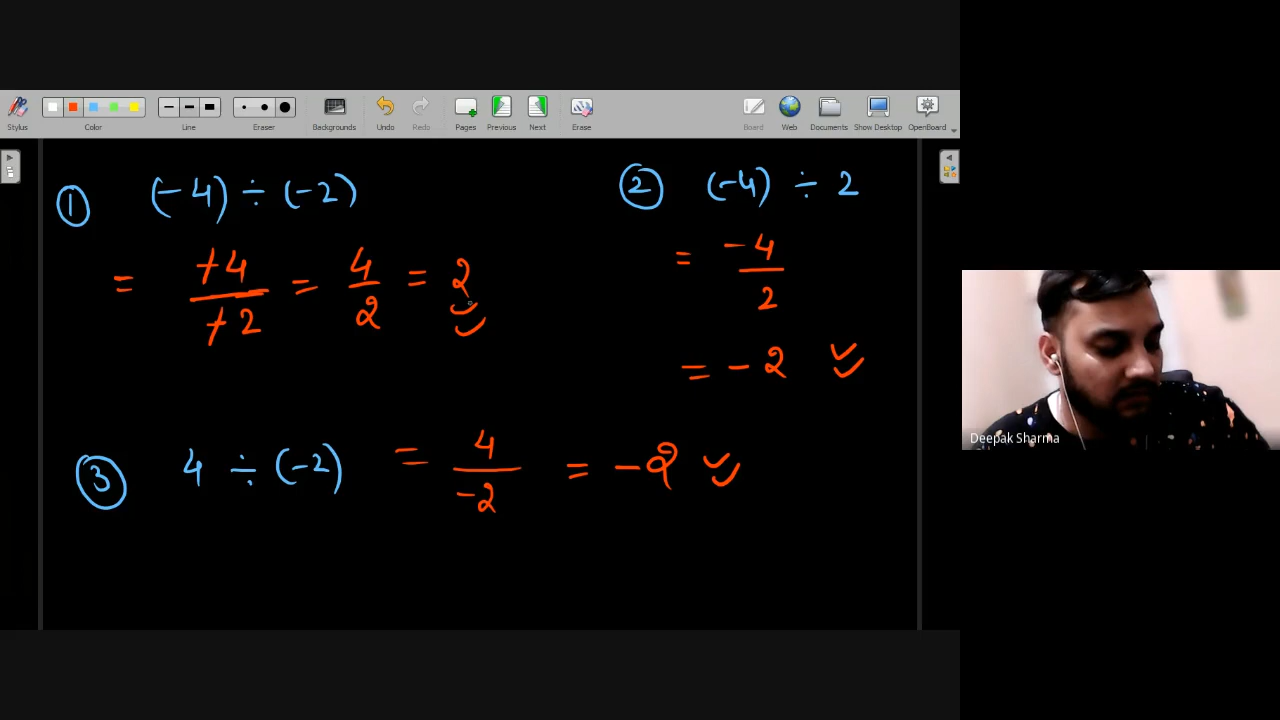 Stylus Color Line Eraser Backgrounds Undo Redo Pages Previous Next Erase Board Web Documents Show Desktop OpenBoard
① (-4) ÷ (-2)
= -4/-2 = 4/2 = 2
② (-4) ÷ 2
= -4/2
= -2
③ 4 ÷ (-2) = 4/-2 = -2
Deepak Sharma